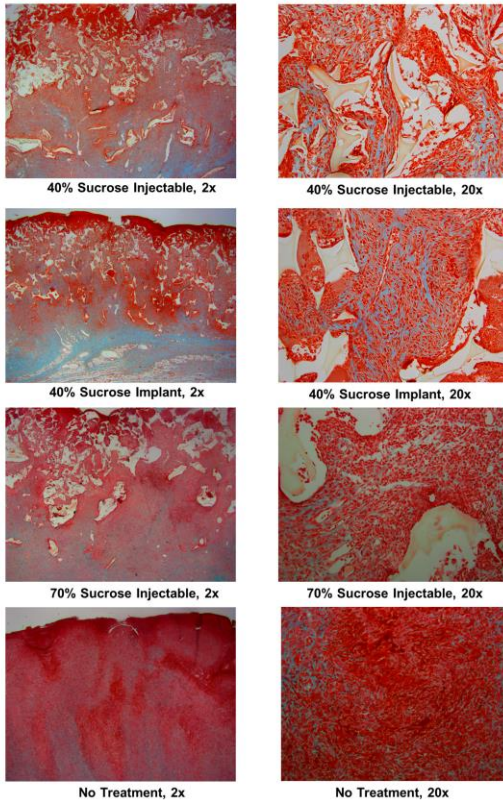 40% Sucrose Injectable, 2x
40% Sucrose Injectable, 20x
40% Sucrose Implant, 2x
40% Sucrose Implant, 20x
70% Sucrose Injectable, 2x
70% Sucrose Injectable, 20x
No Treatment, 2x
No Treatment, 20x